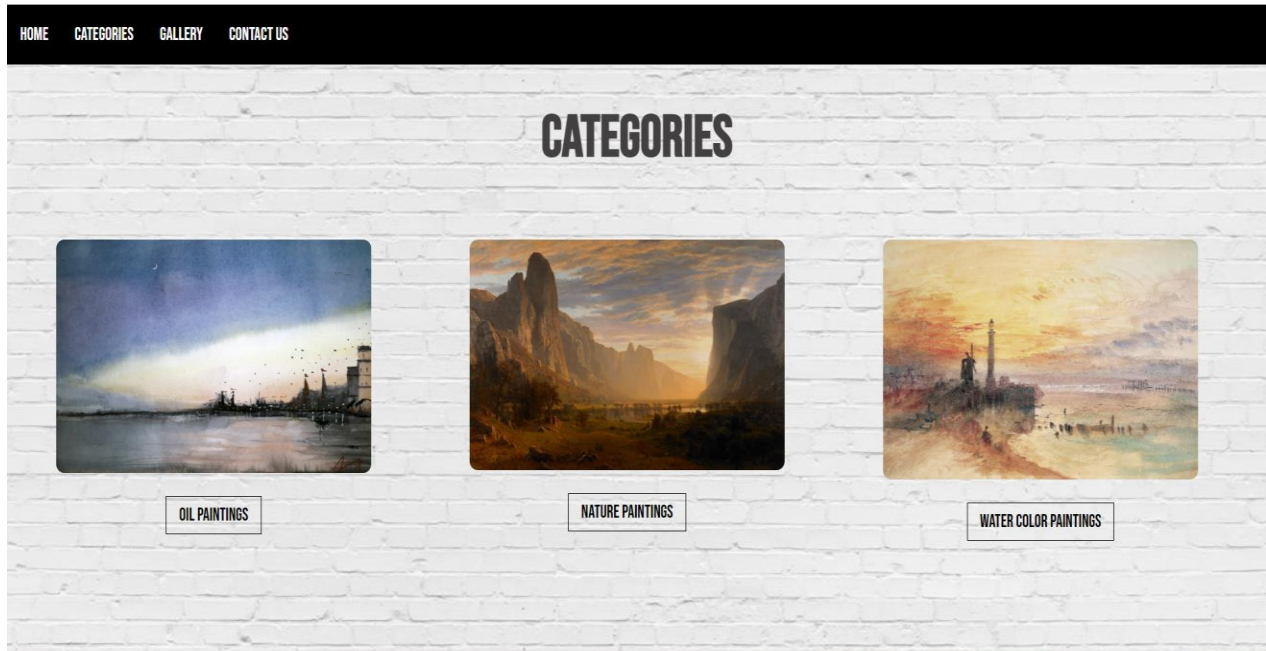 HOME CATEGORIES GALLERY CONTACT US
CATEGORIES
OIL PAINTINGS
NATURE PAINTINGS
WATER COLOR PAINTINGS